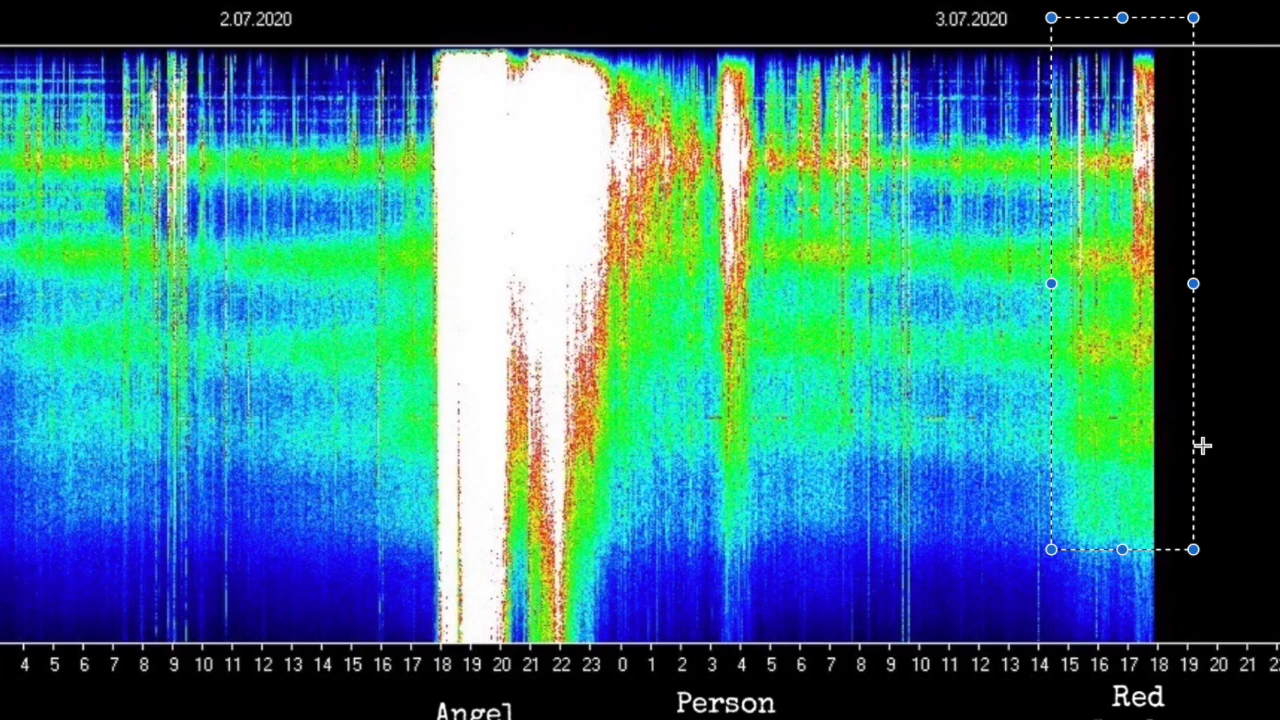 2.07.2020 3.07.2020
4 5 6 7 8 9 10 11 12 13 14 15 16 17 18 19 20 21 22 23 0 1 2 3 4 5 6 7 8 9 10 11 12 13 14 15 16 17 18 19 20 21
Angel Person Red